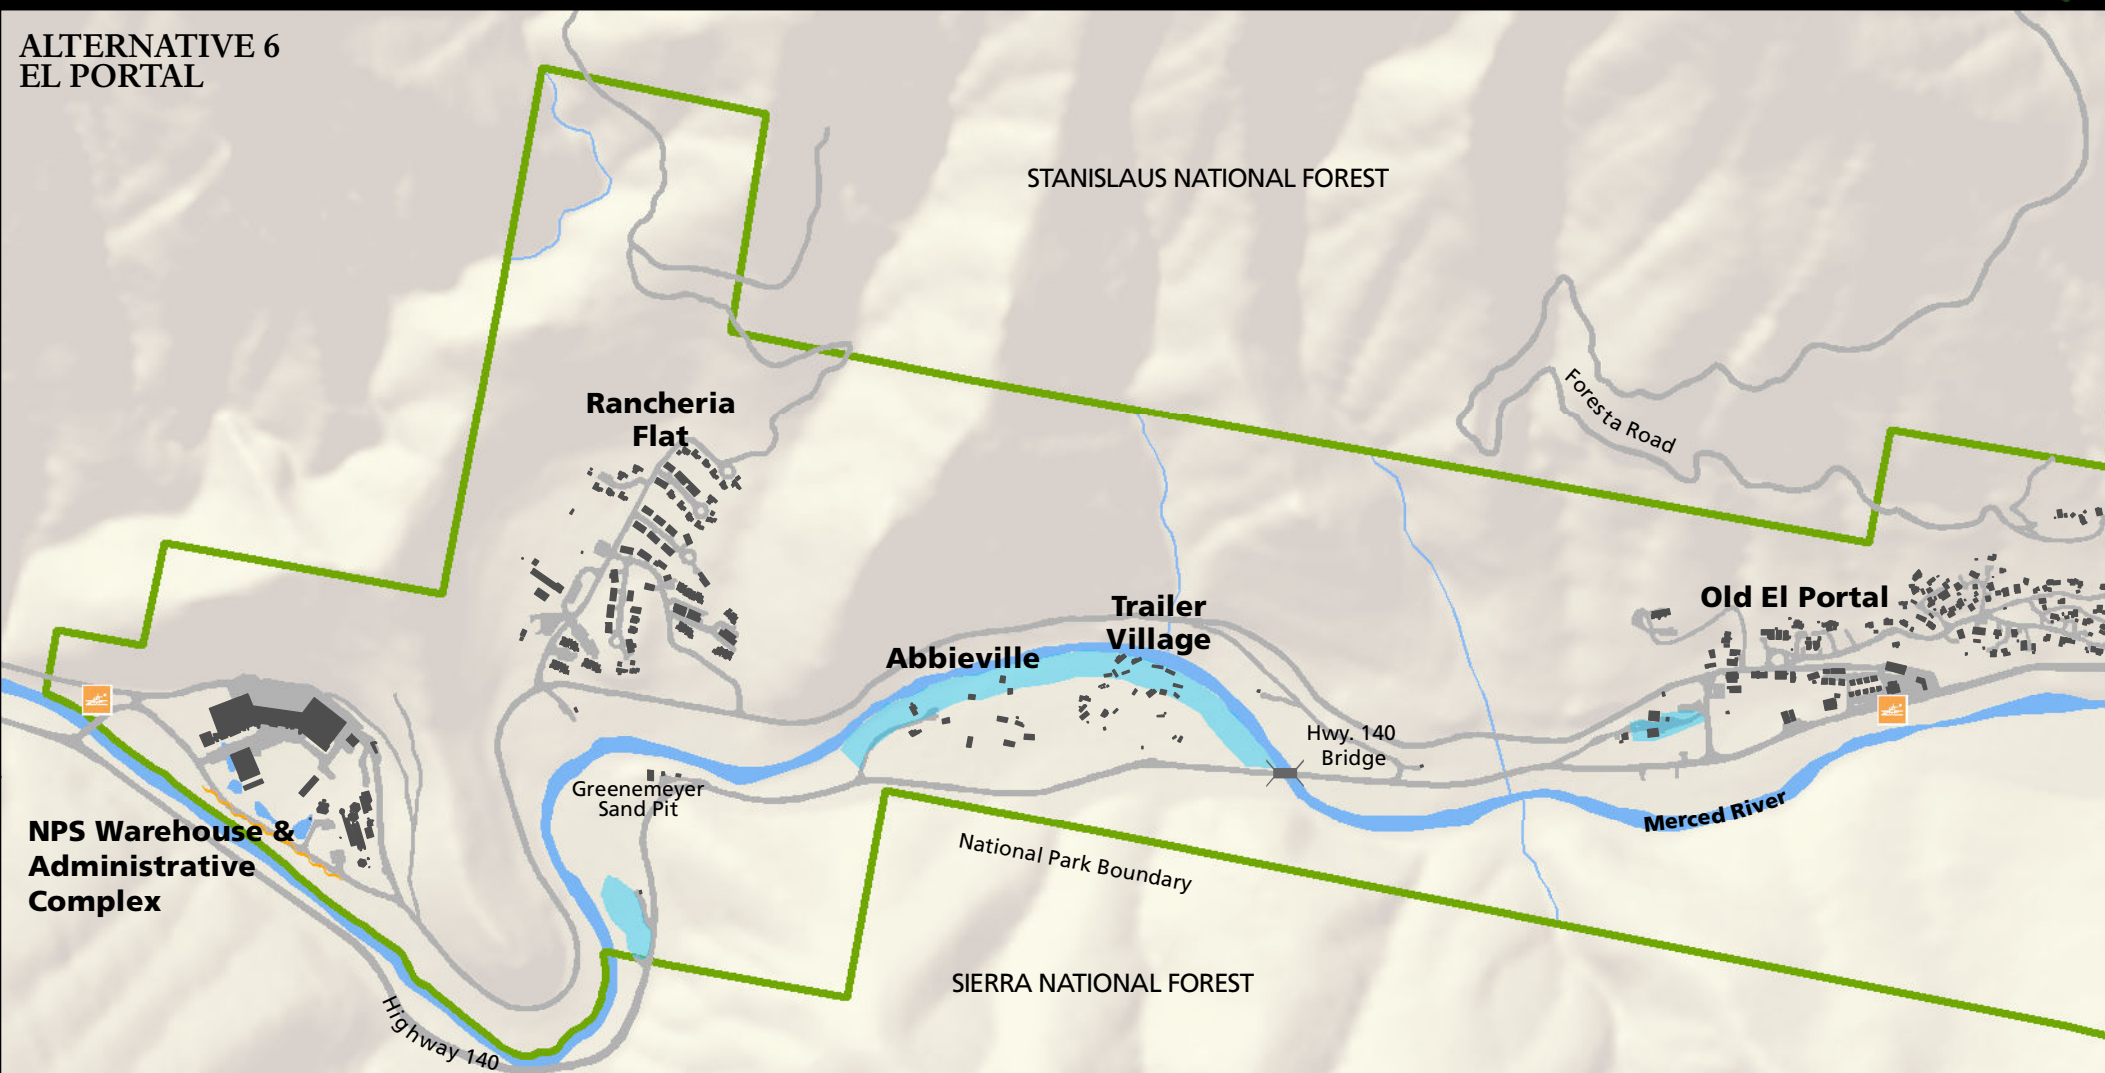 ALTERNATIVE 6
EL PORTAL
STANISLAUS NATIONAL FOREST
Rancheria
Flat
Foresta Road
Trailer
Village
Old El Portal
Abbieville
Hwy. 140
Bridge
Greenemeyer
Sand Pit
Merced River
NPS Warehouse &
Administrative
Complex
National Park Boundary
SIERRA NATIONAL FOREST
Highway 140